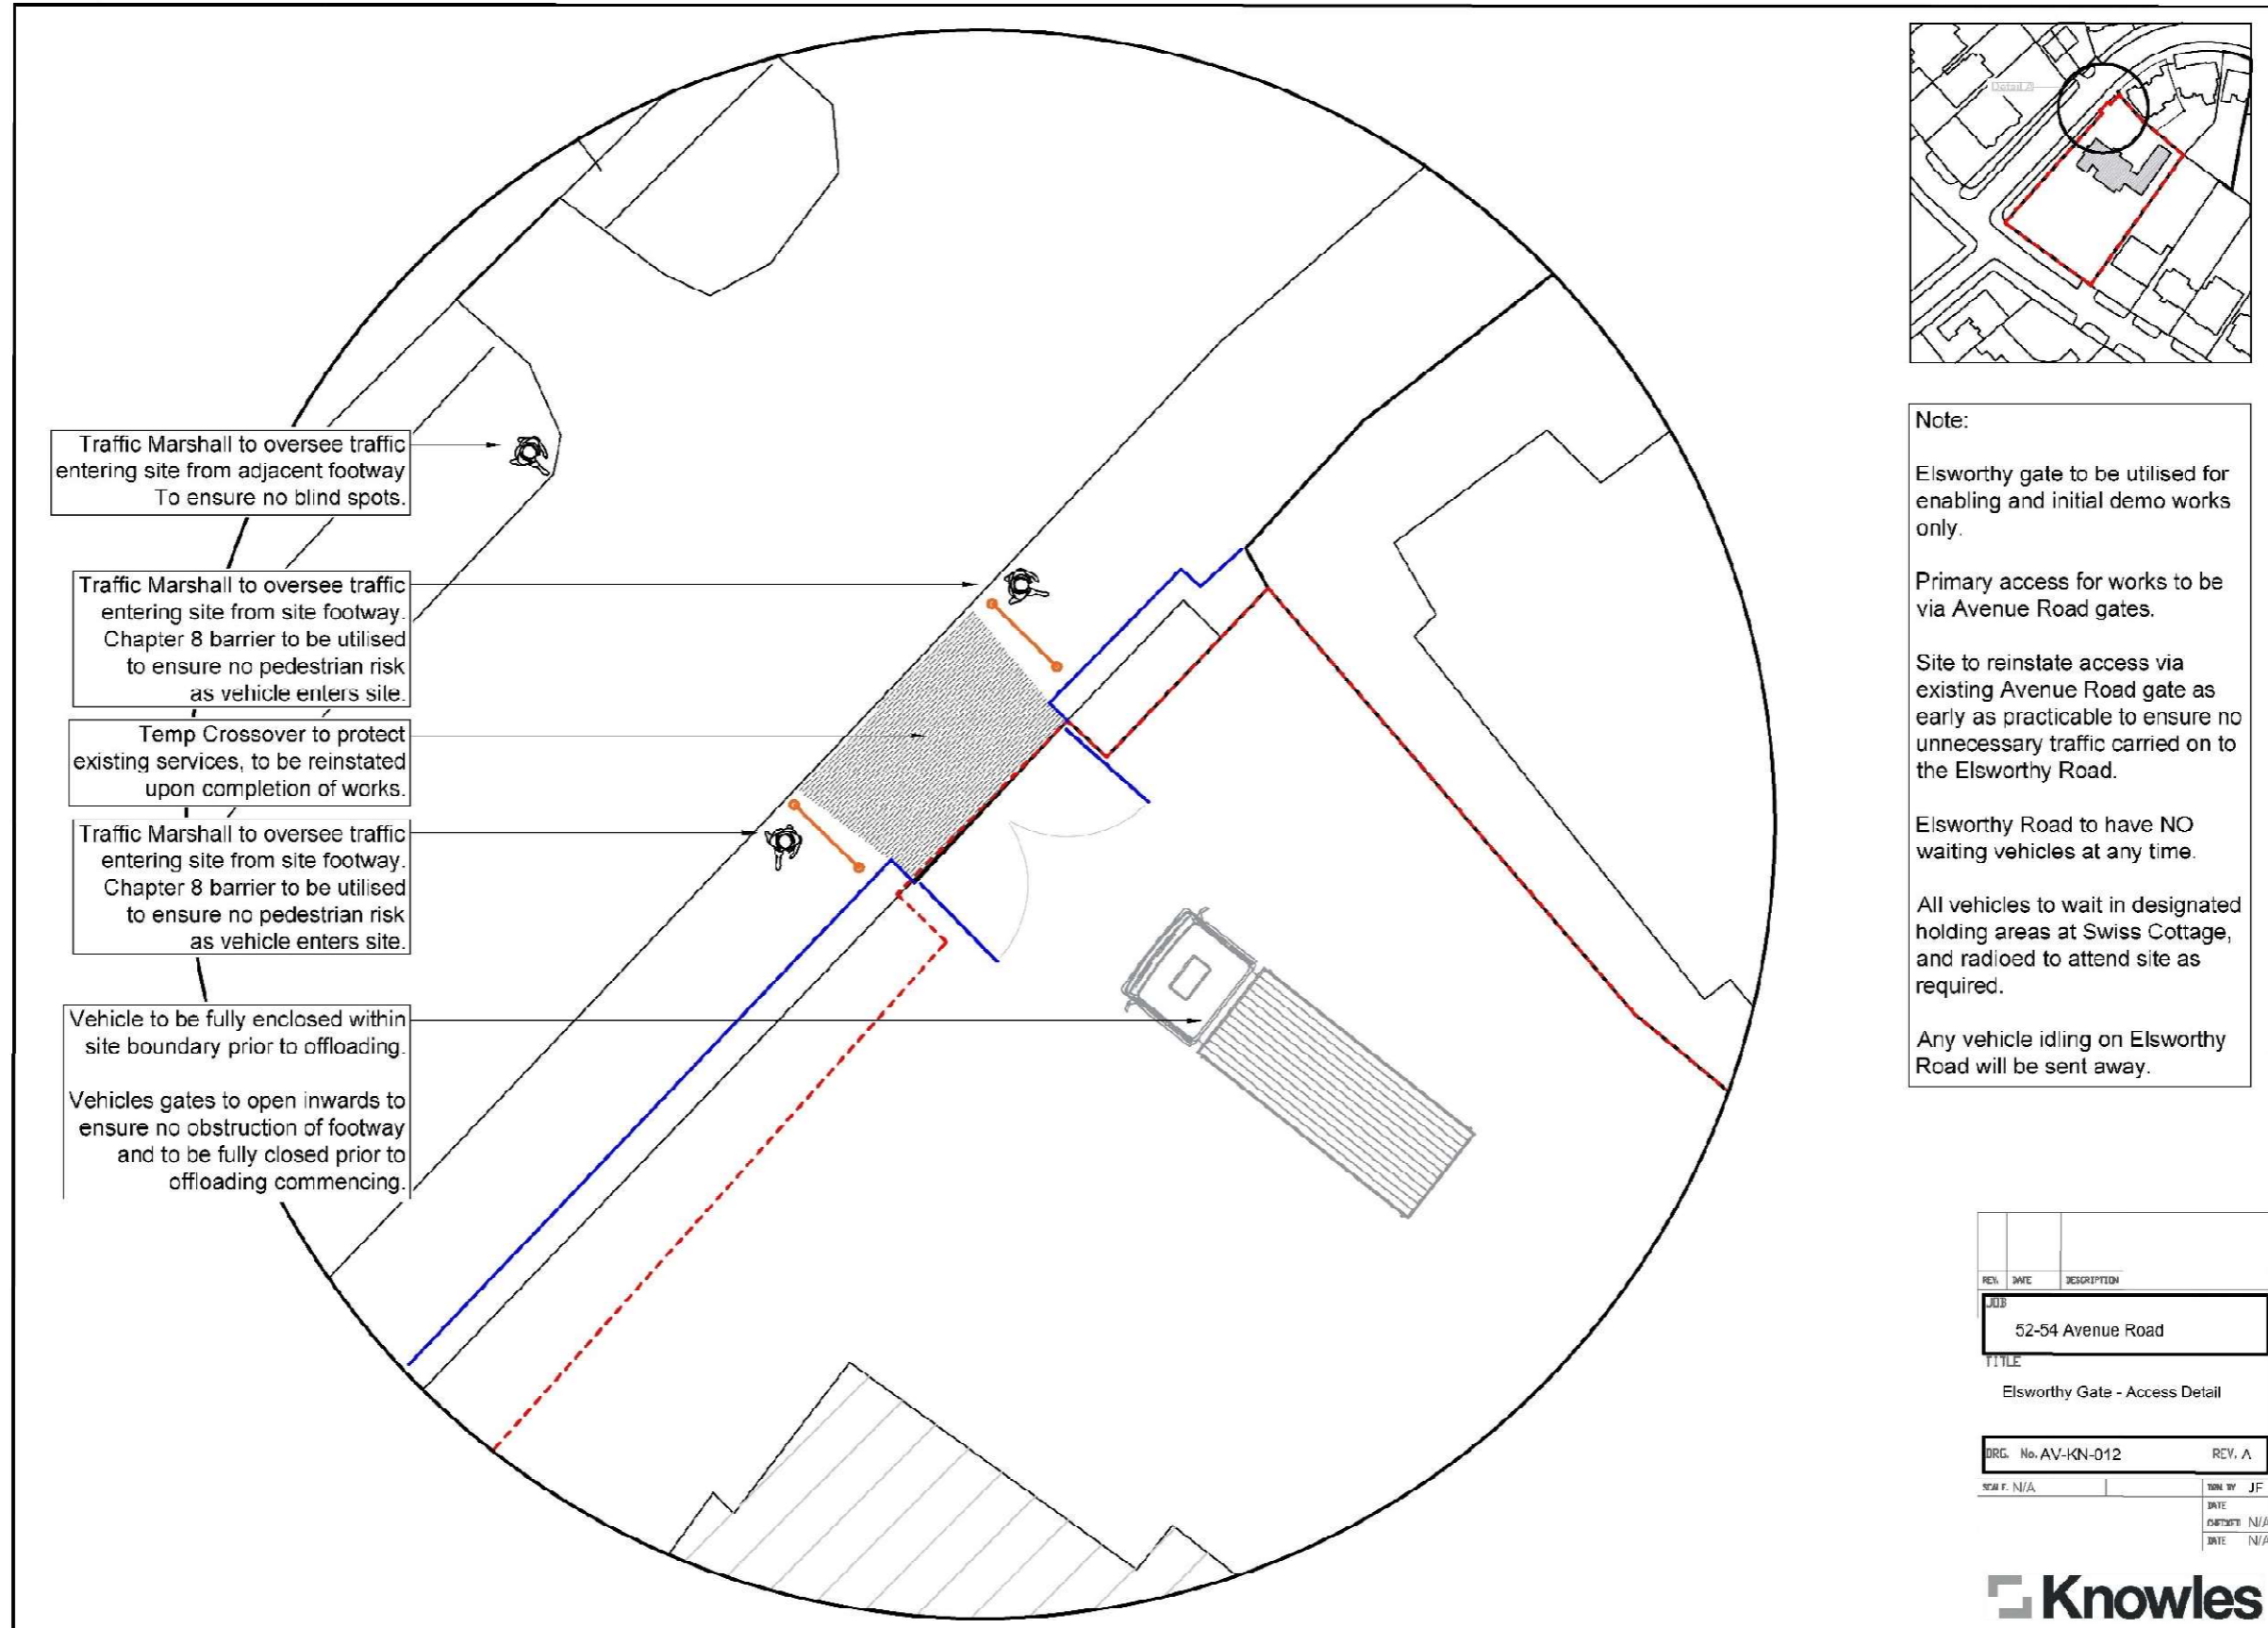 Traffic Marshall to oversee traffic
entering site from adjacent footway
To ensure no blind spots.
Traffic Marshall to oversee traffic
entering site from site footway.
Chapter 8 barrier to be utilised
to ensure no pedestrian risk
as vehicle enters site.
Temp Crossover to protect
existing services, to be reinstated
upon completion of works.
Traffic Marshall to oversee traffic
entering site from site footway.
Chapter 8 barrier to be utilised
to ensure no pedestrian risk
as vehicle enters site.
Vehicle to be fully enclosed within
site boundary prior to offloading.
Vehicles gates to open inwards to
ensure no obstruction of footway
and to be fully closed prior to
offloading commencing.
Detail A
Note:
Elsworthy gate to be utilised for
enabling and initial demo works
only.
Primary access for works to be
via Avenue Road gates.
Site to reinstate access via
existing Avenue Road gate as
early as practicable to ensure no
unnecessary traffic carried on to
the Elsworthy Road.
Elsworthy Road to have NO
waiting vehicles at any time.
All vehicles to wait in designated
holding areas at Swiss Cottage,
and radioed to attend site as
required.
Any vehicle idling on Elsworthy
Road will be sent away.
REV. DATE DESCRIPTION
JOB
52-54 Avenue Road
TITLE
Elsworthy Gate - Access Detail
DRG. No. AV-KN-012 REV. A
SCALE. N/A DRN. BY JF
DATE
CHECKED N/A
DATE N/A
Knowles